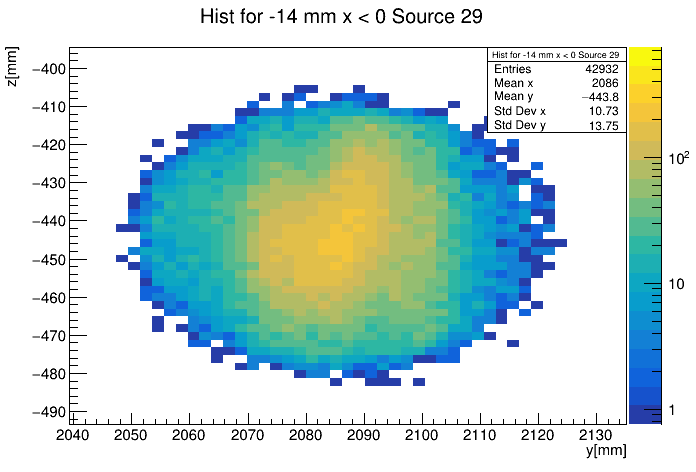 Hist for -14 mm x < 0 Source 29
z[mm]
Hist for -14 mm x < 0 Source 29
Entries 42932
Mean x 2086
Mean y −443.8
Std Dev x 10.73
Std Dev y 13.75
−400
−410
−420
−430
−440
−450
−460
−470
−480
−490
10²
10
1
2040 2050 2060 2070 2080 2090 2100 2110 2120 2130
y[mm]